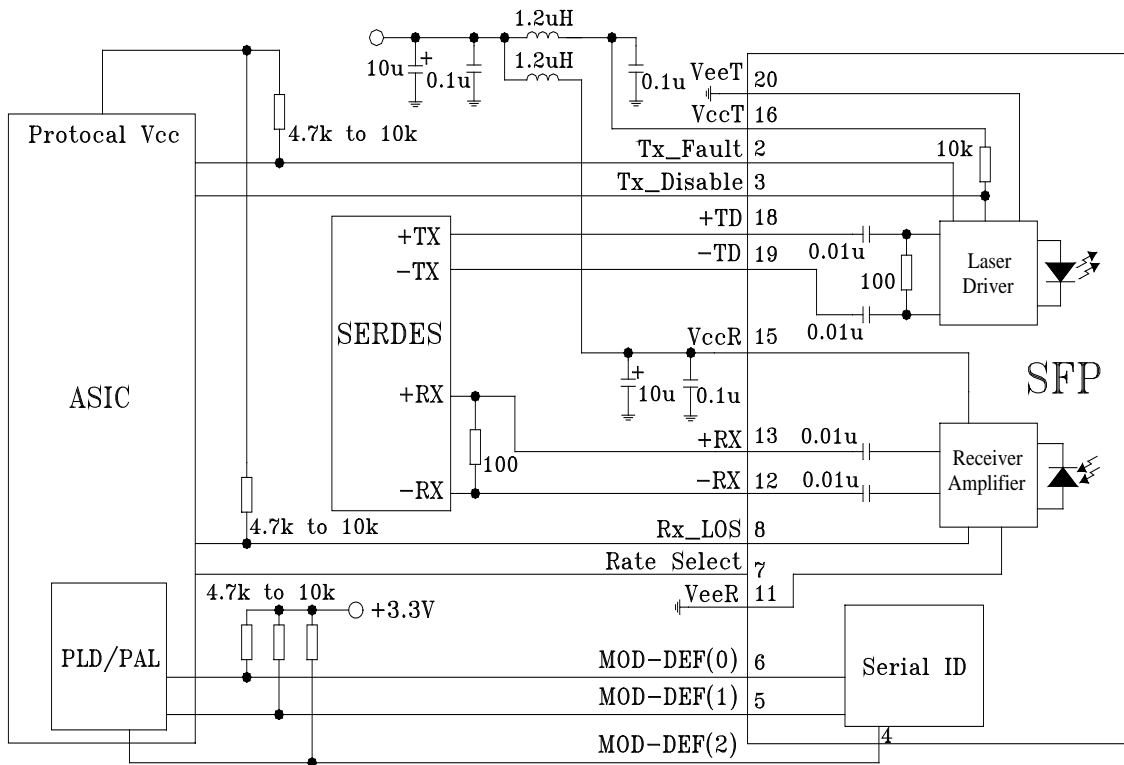 1.2uH
10u
+
0.1u
1.2uH
0.1u
VeeT
20
VccT
16
Protocal Vcc
4.7k to 10k
Tx_Fault
2
10k
Tx_Disable
3
+TD
18
+TX
0.01u
-TD
19
-TX
100
Laser
Driver
SERDES
0.01u
VccR
15
+
10u
0.1u
SFP
ASIC
+RX
+RX
13
0.01u
100
Receiver
Amplifier
-RX
-RX
12
0.01u
4.7k to 10k
Rx_LOS
8
Rate Select
7
4.7k to 10k
VeeR
11
+3.3V
PLD/PAL
MOD-DEF(0)
6
Serial ID
MOD-DEF(1)
5
MOD-DEF(2)
4